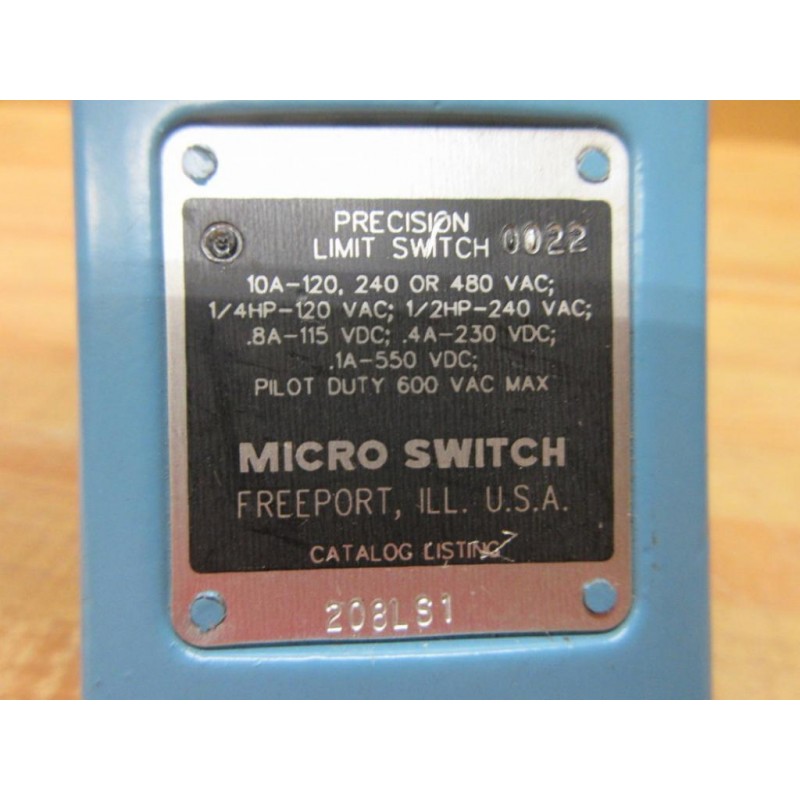 PRECISION
LIMIT SWITCH 0022
10A-120, 240 OR 480 VAC;
1/4HP-120 VAC; 1/2HP-240 VAC;
.8A-115 VDC; .4A-230 VDC;
.1A-550 VDC;
PILOT DUTY 600 VAC MAX
MICRO SWITCH
FREEPORT, ILL. U.S.A.
CATALOG LISTING
208LS1